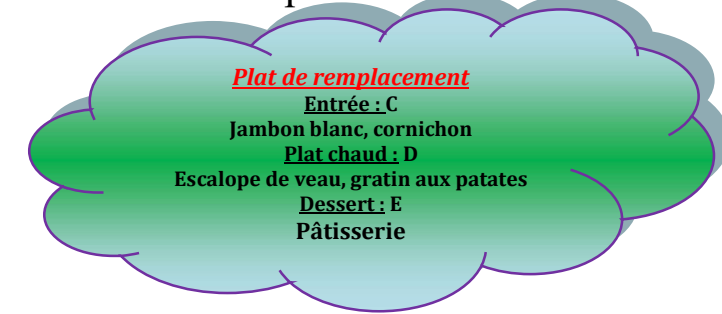 Plat de remplacement
Entrée : C
Jambon blanc, cornichon
Plat chaud : D
Escalope de veau, gratin aux patates
Dessert : E
Pâtisserie